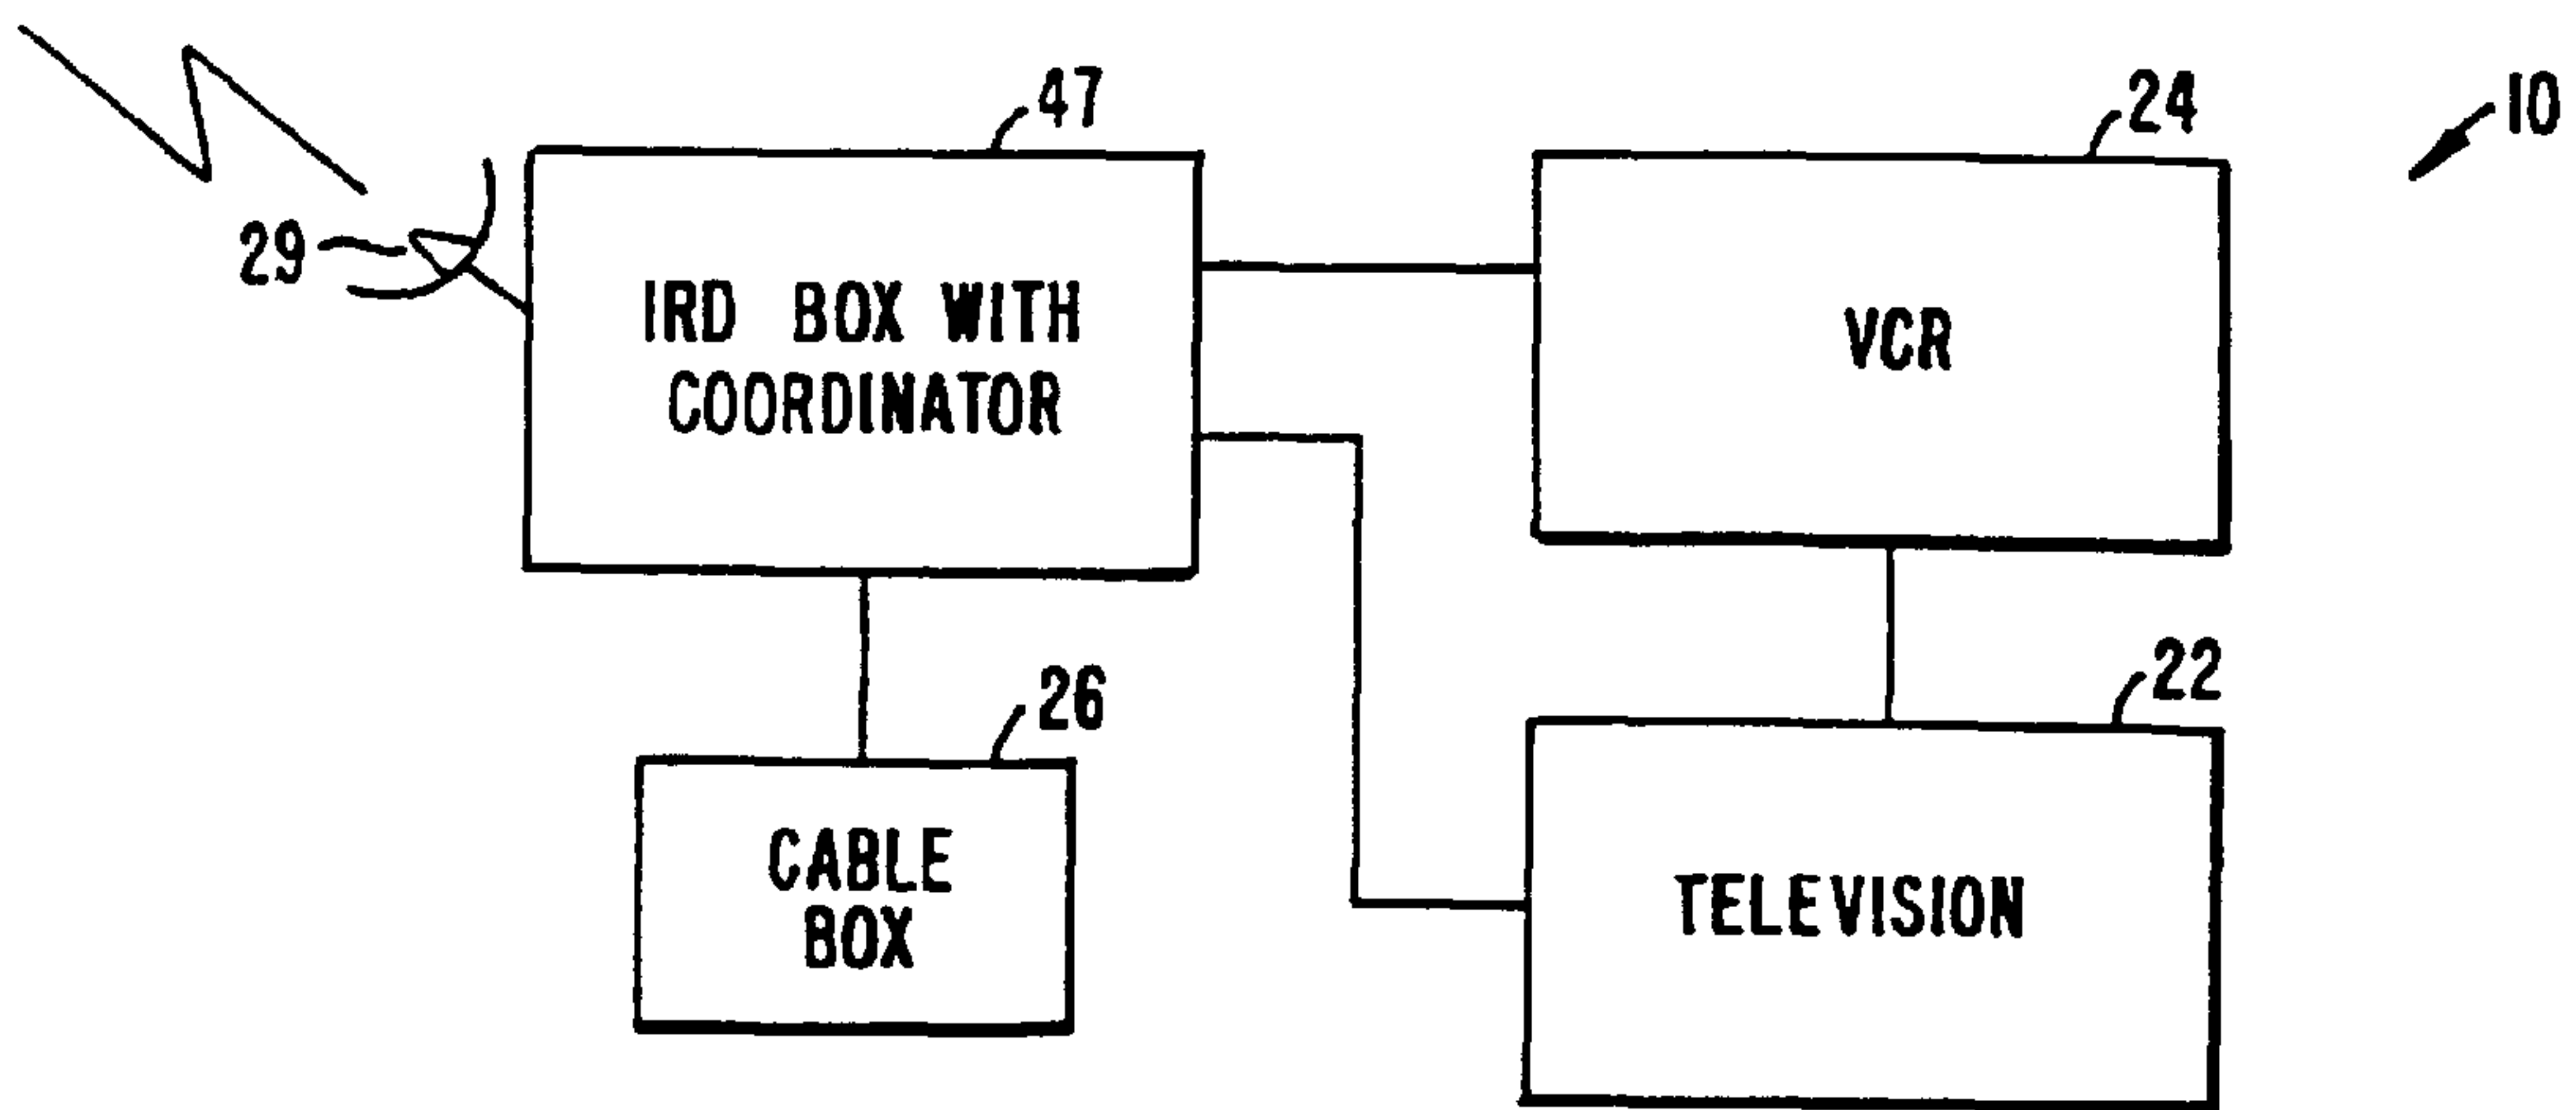 47
24
10
29
IRD BOX WITH
COORDINATOR
VCR
26
22
CABLE
BOX
TELEVISION